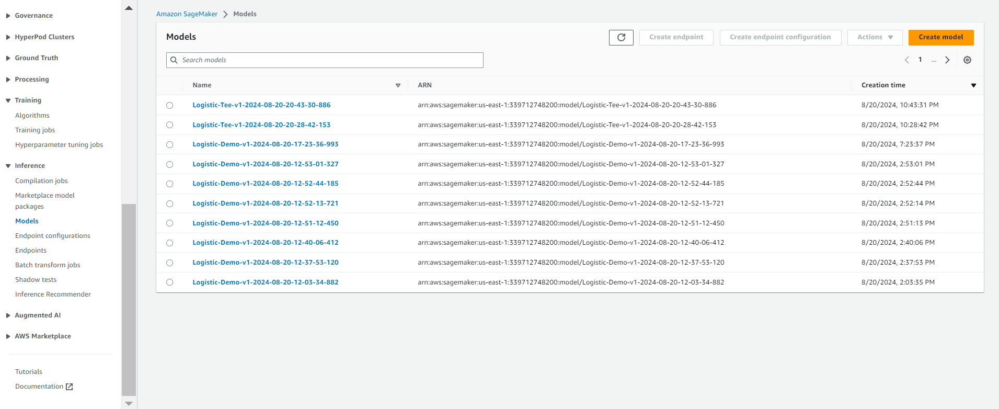 Governance
HyperPod Clusters
Ground Truth
Processing
Training
Algorithms
Training jobs
Hyperparameter tuning jobs
Inference
Compilation jobs
Marketplace model
packages
Models
Endpoint configurations
Endpoints
Batch transform jobs
Shadow tests
Inference Recommender
Augmented AI
AWS Marketplace
Tutorials
Documentation
Amazon SageMaker > Models
Models Create endpoint Create endpoint configuration Actions Create model
Search models 1 ...
Name ARN Creation time
Logistic-Tee-v1-2024-08-20-20-43-30-886 arn:aws:sagemaker:us-east-1:339712748200:model/Logistic-Tee-v1-2024-08-20-20-43-30-886 8/20/2024, 10:43:31 PM
Logistic-Tee-v1-2024-08-20-20-28-42-153 arn:aws:sagemaker:us-east-1:339712748200:model/Logistic-Tee-v1-2024-08-20-20-28-42-153 8/20/2024, 10:28:42 PM
Logistic-Demo-v1-2024-08-20-17-23-36-993 arn:aws:sagemaker:us-east-1:339712748200:model/Logistic-Demo-v1-2024-08-20-17-23-36-993 8/20/2024, 7:23:37 PM
Logistic-Demo-v1-2024-08-20-12-53-01-327 arn:aws:sagemaker:us-east-1:339712748200:model/Logistic-Demo-v1-2024-08-20-12-53-01-327 8/20/2024, 2:53:01 PM
Logistic-Demo-v1-2024-08-20-12-52-44-185 arn:aws:sagemaker:us-east-1:339712748200:model/Logistic-Demo-v1-2024-08-20-12-52-44-185 8/20/2024, 2:52:44 PM
Logistic-Demo-v1-2024-08-20-12-52-13-721 arn:aws:sagemaker:us-east-1:339712748200:model/Logistic-Demo-v1-2024-08-20-12-52-13-721 8/20/2024, 2:52:14 PM
Logistic-Demo-v1-2024-08-20-12-51-12-450 arn:aws:sagemaker:us-east-1:339712748200:model/Logistic-Demo-v1-2024-08-20-12-51-12-450 8/20/2024, 2:51:13 PM
Logistic-Demo-v1-2024-08-20-12-40-06-412 arn:aws:sagemaker:us-east-1:339712748200:model/Logistic-Demo-v1-2024-08-20-12-40-06-412 8/20/2024, 2:40:06 PM
Logistic-Demo-v1-2024-08-20-12-37-53-120 arn:aws:sagemaker:us-east-1:339712748200:model/Logistic-Demo-v1-2024-08-20-12-37-53-120 8/20/2024, 2:37:53 PM
Logistic-Demo-v1-2024-08-20-12-03-34-882 arn:aws:sagemaker:us-east-1:339712748200:model/Logistic-Demo-v1-2024-08-20-12-03-34-882 8/20/2024, 2:03:35 PM